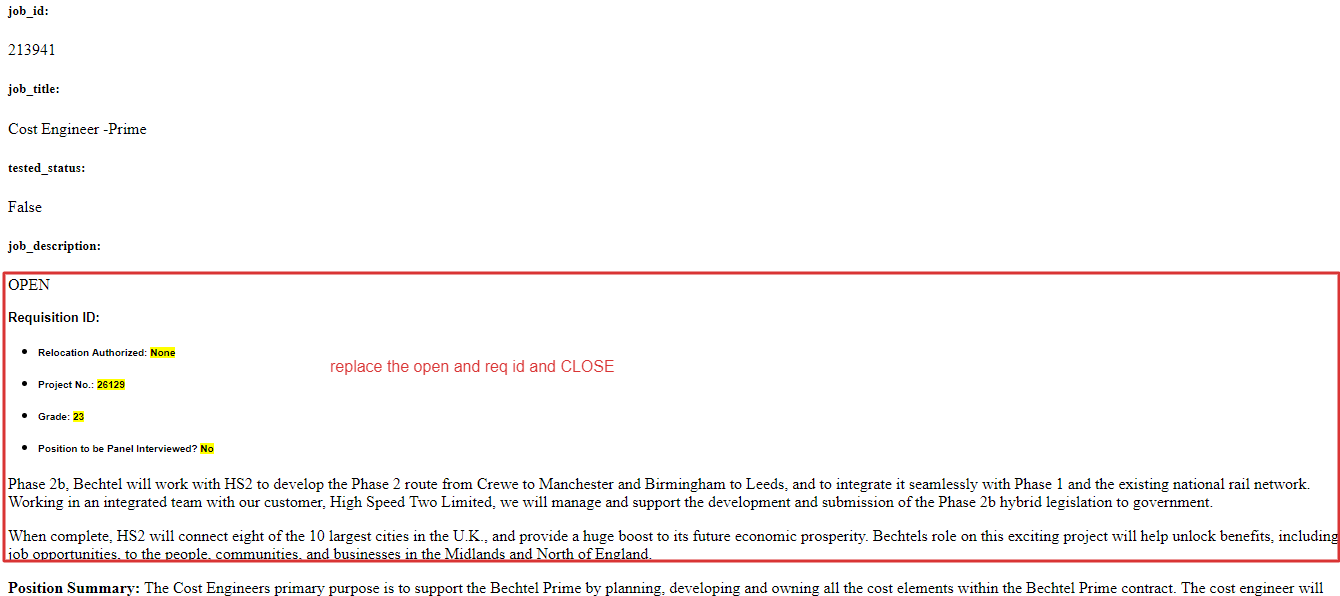 job_id:
213941
job_title:
Cost Engineer -Prime
tested_status:
False
job_description:
OPEN
Requisition ID:
Relocation Authorized: None
replace the open and req id and CLOSE
Project No.: 26129
Grade: 23
Position to be Panel Interviewed? No
Phase 2b, Bechtel will work with HS2 to develop the Phase 2 route from Crewe to Manchester and Birmingham to Leeds, and to integrate it seamlessly with Phase 1 and the existing national rail network.
Working in an integrated team with our customer, High Speed Two Limited, we will manage and support the development and submission of the Phase 2b hybrid legislation to government.
When complete, HS2 will connect eight of the 10 largest cities in the U.K., and provide a huge boost to its future economic prosperity. Bechtels role on this exciting project will help unlock benefits, including
job opportunities, to the people, communities, and businesses in the Midlands and North of England.
Position Summary: The Cost Engineers primary purpose is to support the Bechtel Prime by planning, developing and owning all the cost elements within the Bechtel Prime contract. The cost engineer will